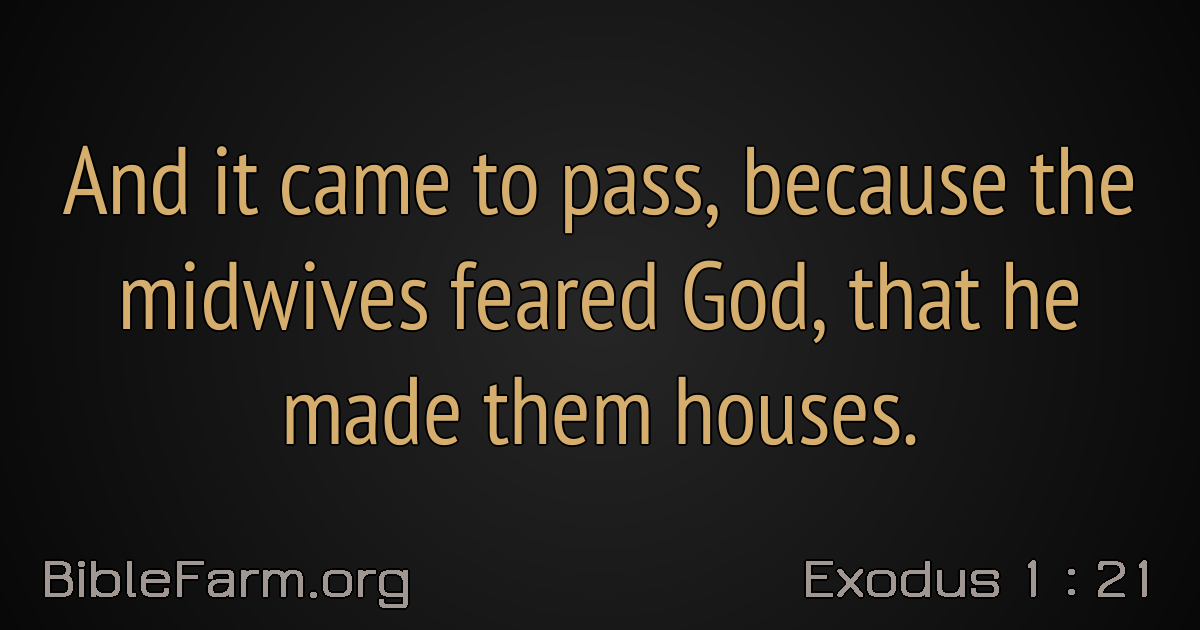 And it came to pass, because the
midwives feared God, that he
made them houses.
BibleFarm.org
Exodus 1 : 21